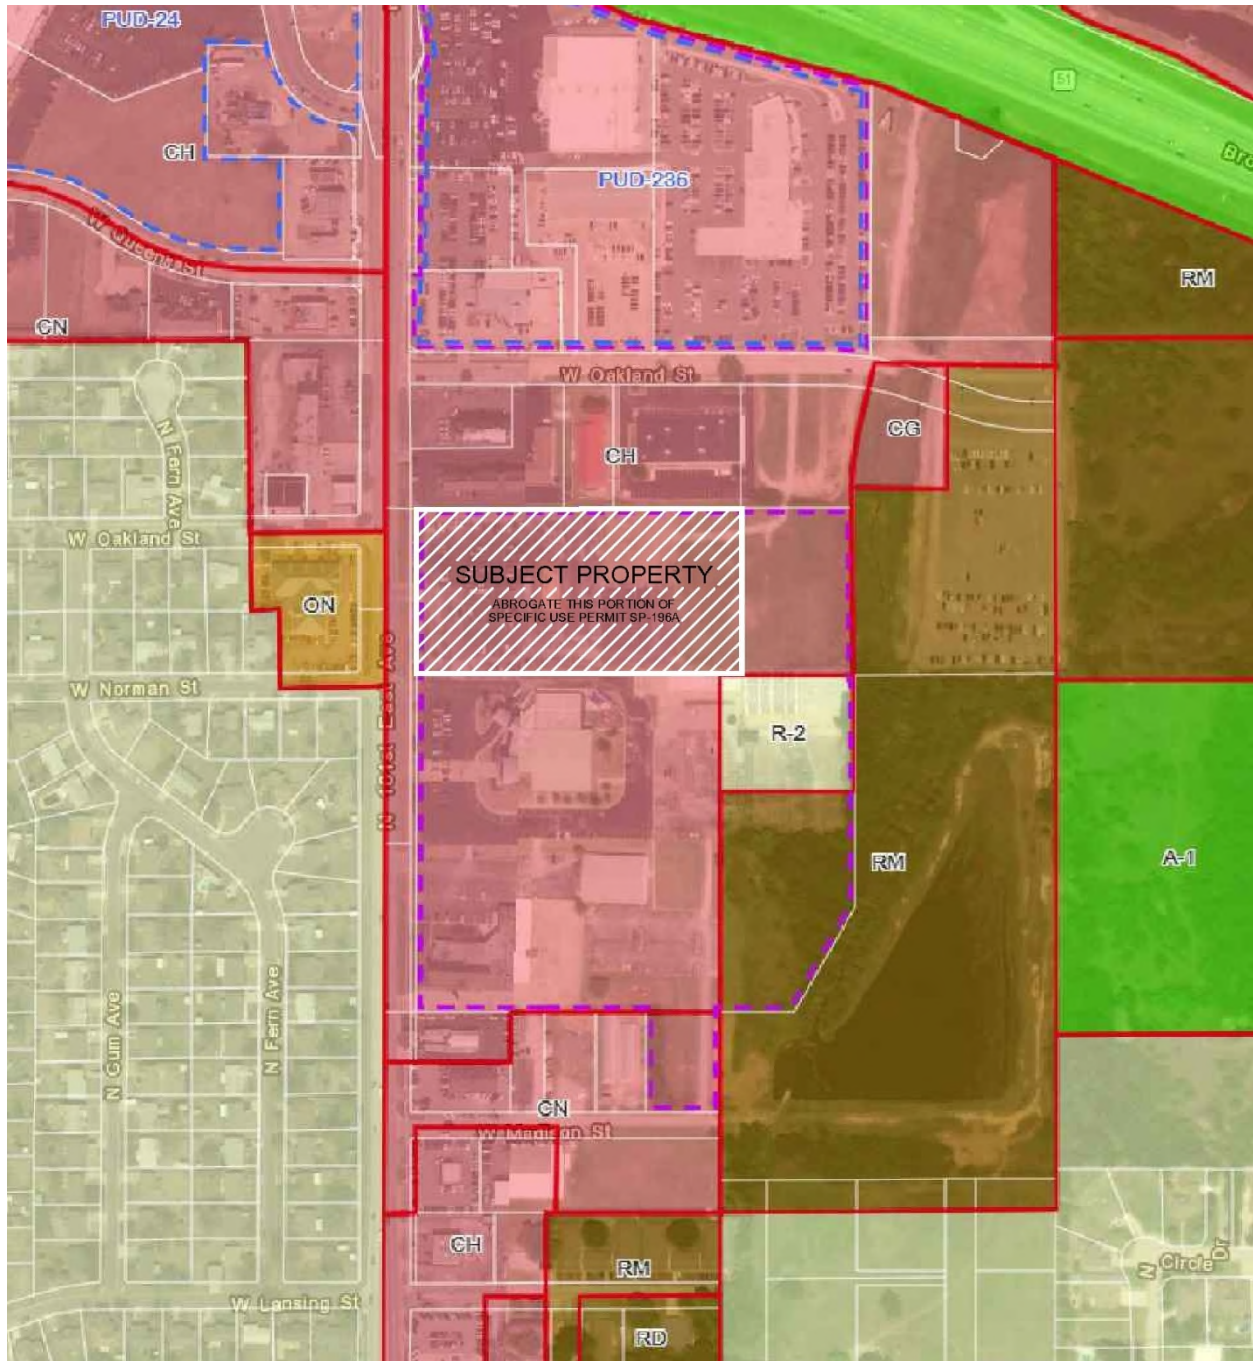 PUD-24
51
Bro
CH
PUD-236
W Queens St
RM
CN
W Oakland St
N Fern Ave
CH
CG
W Oakland St
SUBJECT PROPERTY
ABROGATE THIS PORTION OF
SPECIFIC USE PERMIT SP-196A
ON
W Norman St
N 161st East Ave
R-2
RM
A-1
N Gum Ave
N Fern Ave
CN
W Madison St
CH
RM
N Circle Dr
W Lansing St
RD